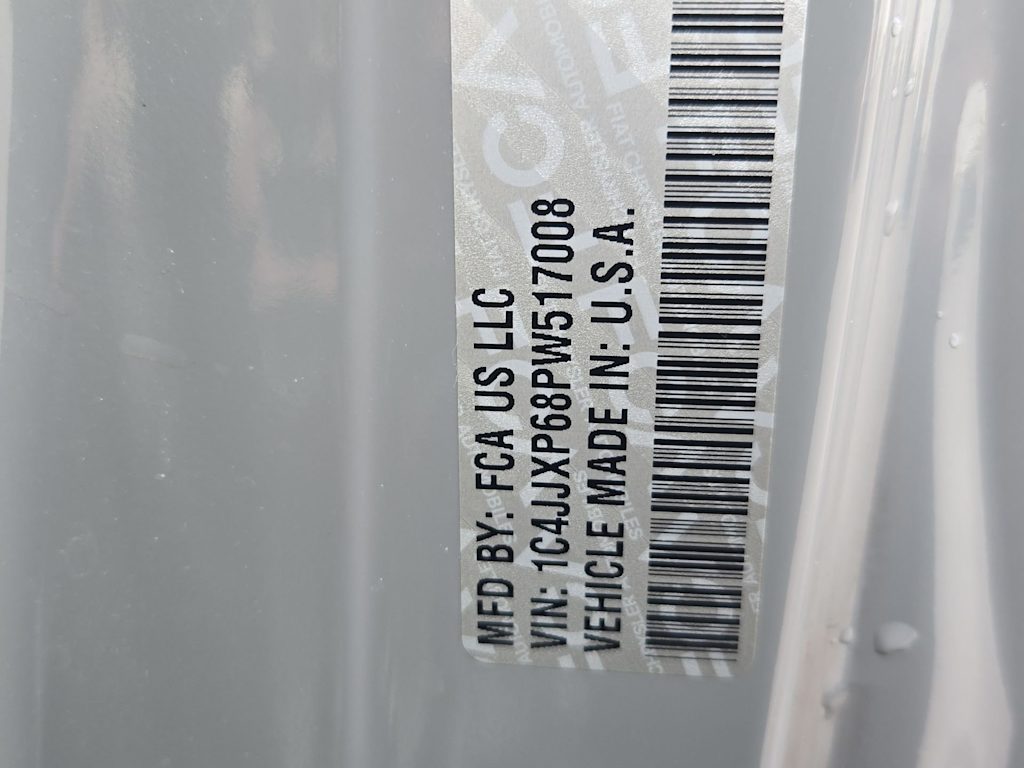 MFD BY: FCA US LLC
VIN: 1C4JJXP68PW517008
VEHICLE MADE IN: U.S.A.